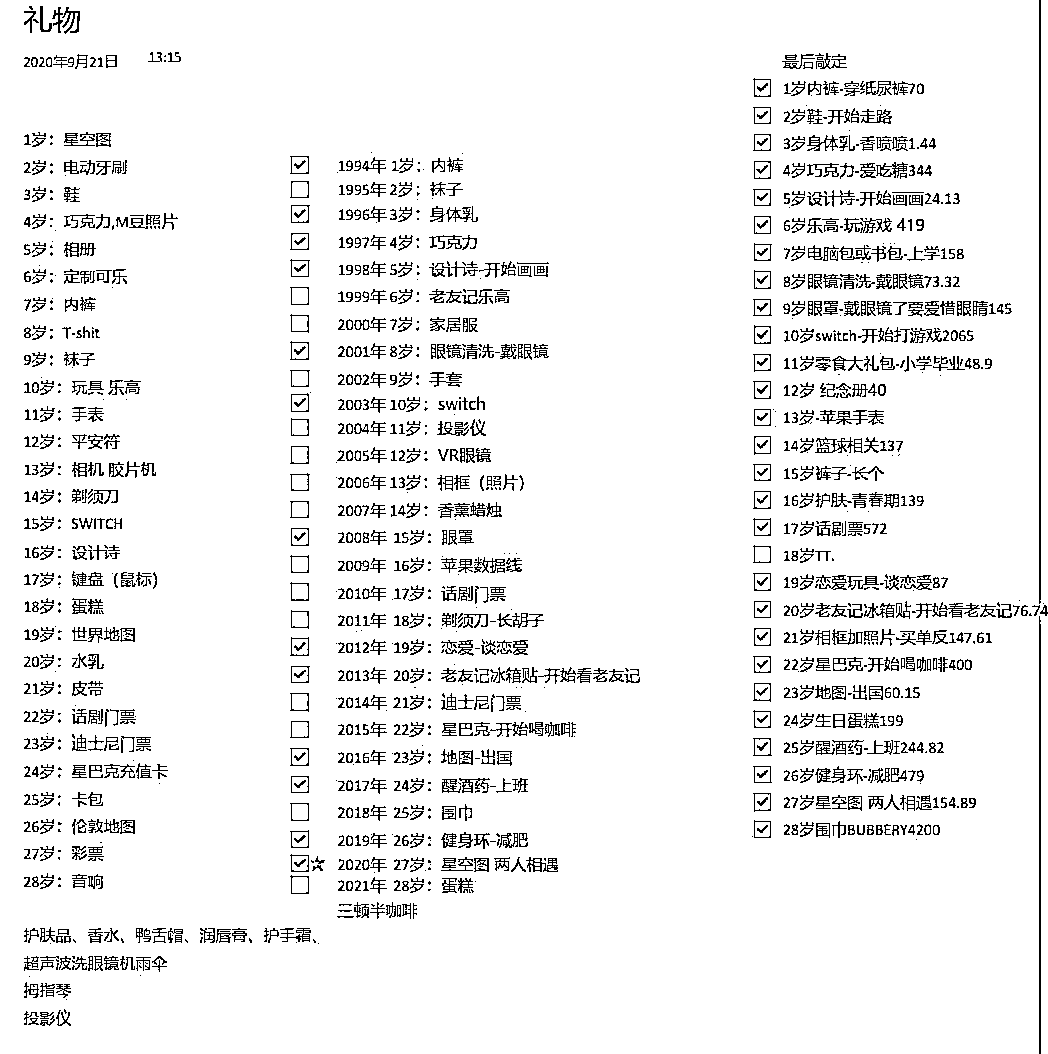 礼物
2020年9月21日 13:15
1岁：星空图
2岁：电动牙刷
3岁：鞋
4岁：巧克力,M豆照片
5岁：相册
6岁：定制可乐
7岁：内裤
8岁：T-shit
9岁：袜子
10岁：玩具 乐高
11岁：手表
12岁：平安符
13岁：相机 胶片机
14岁：剃须刀
15岁：SWITCH
16岁：设计诗
17岁：键盘（鼠标）
18岁：蛋糕
19岁：世界地图
20岁：水乳
21岁：皮带
22岁：话剧门票
23岁：迪士尼门票
24岁：星巴克充值卡
25岁：卡包
26岁：伦敦地图
27岁：彩票
28岁：音响
护肤品、香水、鸭舌帽、润唇膏、护手霜、
超声波洗眼镜机雨伞
拇指琴
投影仪
1994年 1岁：内裤
1995年 2岁：袜子
1996年 3岁：身体乳
1997年 4岁：巧克力
1998年 5岁：设计诗-开始画画
1999年 6岁：老友记乐高
2000年 7岁：家居服
2001年 8岁：眼镜清洗-戴眼镜
2002年 9岁：手套
2003年 10岁：switch
2004年 11岁：投影仪
2005年 12岁：VR眼镜
2006年 13岁：相框（照片）
2007年 14岁：香薰蜡烛
2008年 15岁：眼罩
2009年 16岁：苹果数据线
2010年 17岁：话剧门票
2011年 18岁：剃须刀-长胡子
2012年 19岁：恋爱-谈恋爱
2013年 20岁：老友记冰箱贴-开始看老友记
2014年 21岁：迪士尼门票
2015年 22岁：星巴克-开始喝咖啡
2016年 23岁：地图-出国
2017年 24岁：醒酒药-上班
2018年 25岁：围巾
2019年 26岁：健身环-减肥
2020年 27岁：星空图 两人相遇
2021年 28岁：蛋糕
三顿半咖啡
最后敲定
1岁内裤-穿纸尿裤70
2岁鞋-开始走路
3岁身体乳-香喷喷1.44
4岁巧克力-爱吃糖344
5岁设计诗-开始画画24.13
6岁乐高-玩游戏 419
7岁电脑包或书包-上学158
8岁眼镜清洗-戴眼镜73.32
9岁眼罩-戴眼镜了要爱惜眼睛145
10岁switch-开始打游戏2065
11岁零食大礼包-小学毕业48.9
12岁 纪念册40
13岁-苹果手表
14岁篮球相关137
15岁裤子-长个
16岁护肤-青春期139
17岁话剧票572
18岁TT.
19岁恋爱玩具-谈恋爱87
20岁老友记冰箱贴-开始看老友记76.74
21岁相框加照片-买单反147.61
22岁星巴克-开始喝咖啡400
23岁地图-出国60.15
24岁生日蛋糕199
25岁醒酒药-上班244.82
26岁健身环-减肥479
27岁星空图 两人相遇154.89
28岁围巾BUBBERY4200